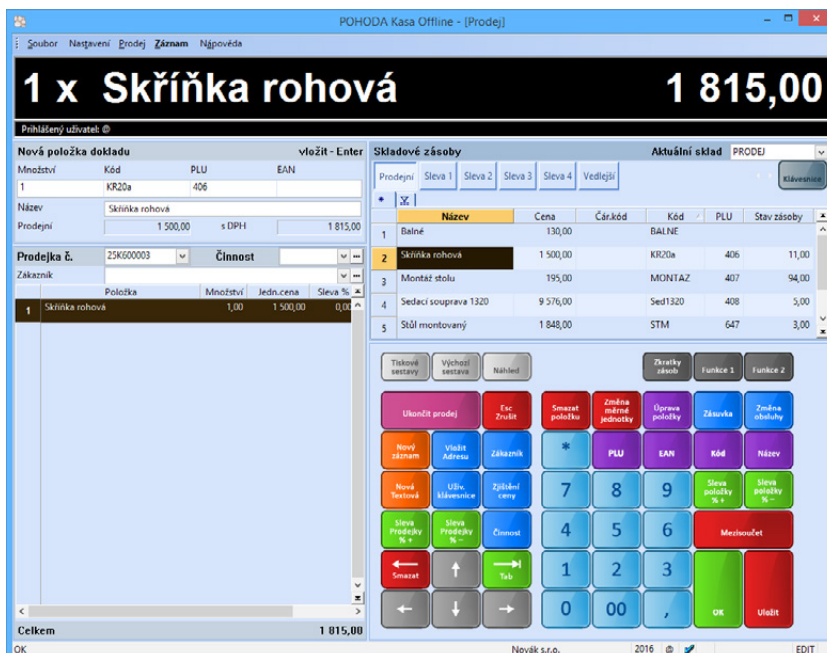 POHODA Kasa Offline - [Prodej]
Soubor Nastavení Prodej Záznam Nápověda
1 x Skříňka rohová 1 815,00
Prihlášený uživatel: @
Nová položka dokladu vložit - Enter
Množství Kód PLU EAN
1 KR20a 406
Název Skříňka rohová
Prodejní 1 500,00 s DPH 1 815,00
Prodejka č. 25K600003 Činnost
Zákazník
Položka Množství Jedn.cena Sleva %
1 Skříňka rohová 1,00 1 500,00 0,00
Celkem 1 815,00
Skladové zásoby Aktuální sklad PRODEJ
Prodejní Sleva 1 Sleva 2 Sleva 3 Sleva 4 Vedlejší Klávesnice
Název Cena Čár.kód Kód PLU Stav zásoby
1 Balné 130,00 BALNE
2 Skříňka rohová 1 500,00 KR20a 406 11,00
3 Montáž stolu 195,00 MONTAZ 407 94,00
4 Sedací souprava 1320 9 576,00 Sed1320 408 5,00
5 Stůl montovaný 1 848,00 STM 647 3,00
Tiskové sestavy Výchozí sestava Náhled Zkratky zásob Funkce 1 Funkce 2
Ukončit prodej Esc Zrušit Smazat položku Změna měrné jednotky Úprava položky Zásuvka Změna obsluhy
Nový záznam Vložit Adresu Zákazník * PLU EAN Kód Název
Nová Textová Uživ. klávesnice Zjištění ceny 7 8 9 Sleva položky % + Sleva položky % –
Sleva Prodejky % + Sleva Prodejky % – Činnost 4 5 6 Mezisoučet
Smazat Tab 1 2 3
0 00 , OK Uložit
OK Novák s.r.o. 2016 @ EDIT